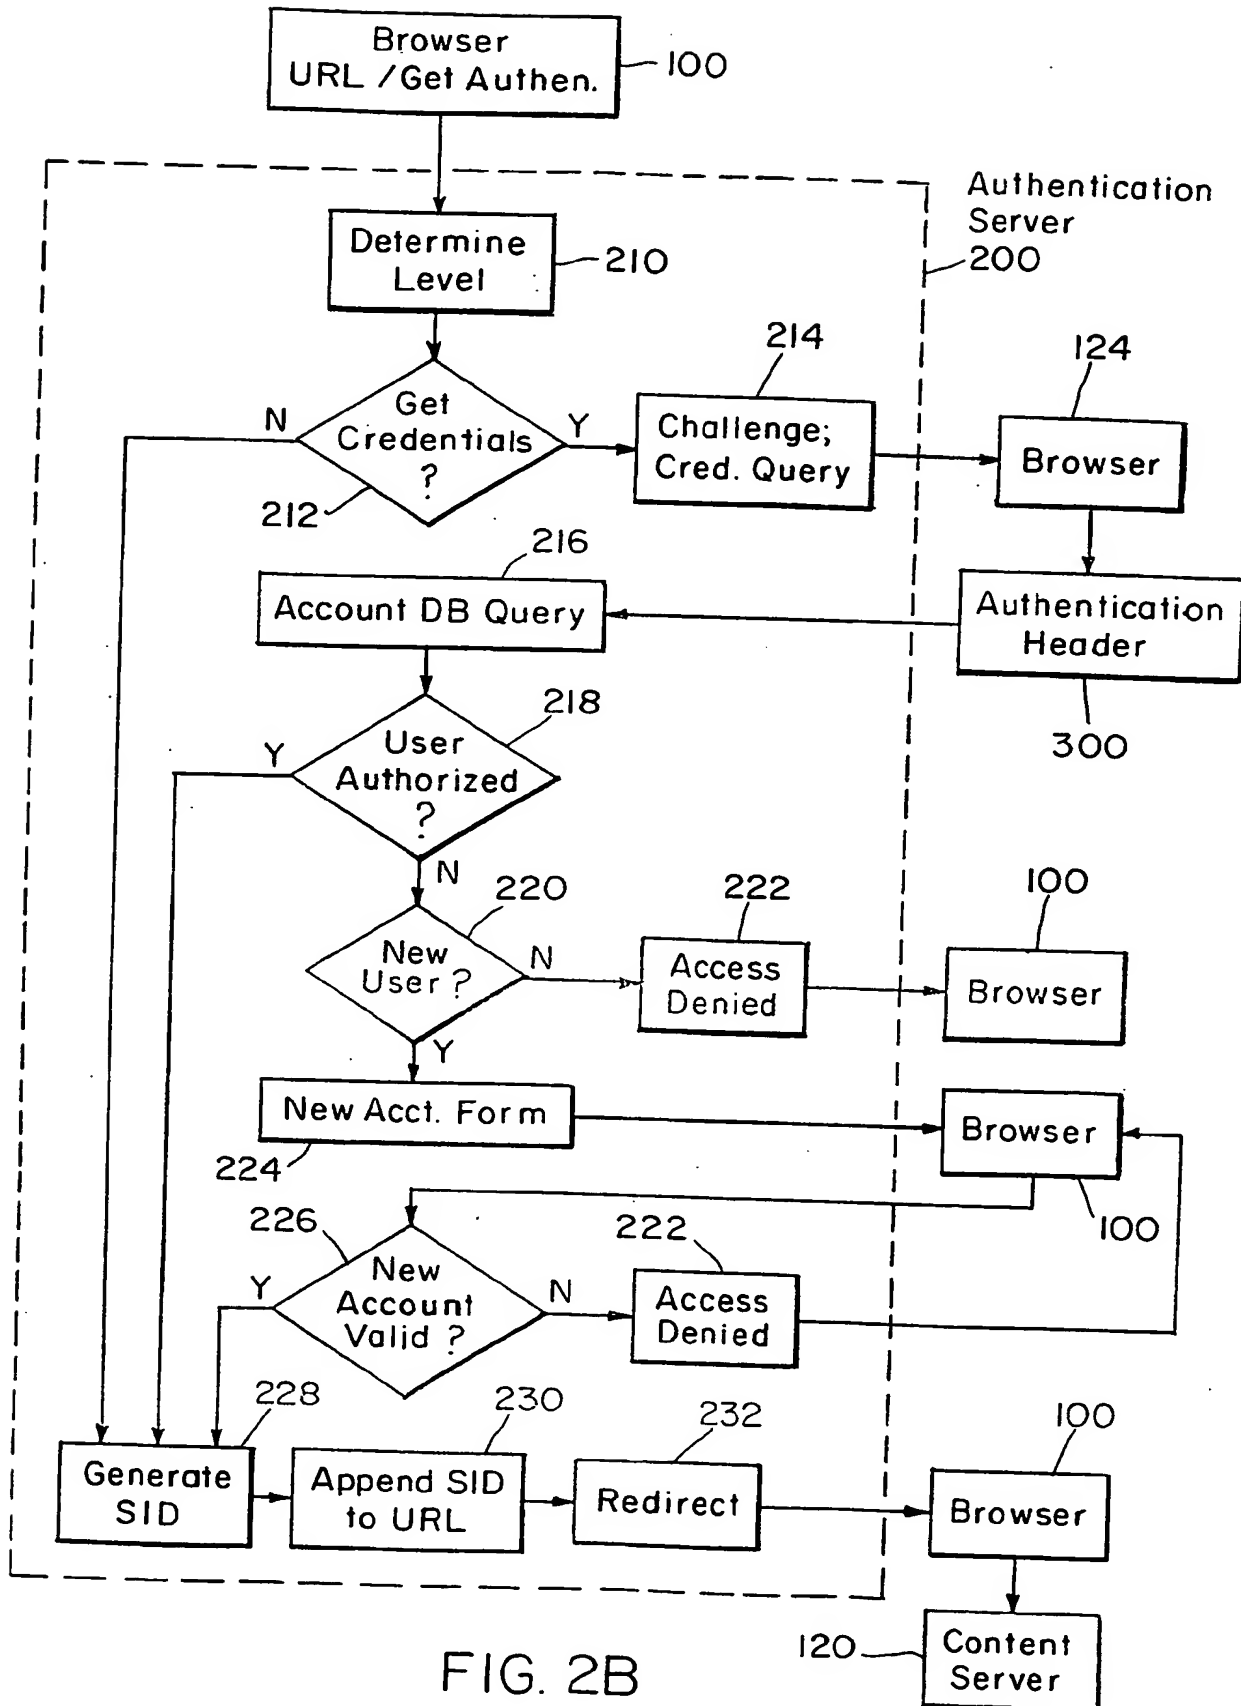 Browser
URL /Get Authen.
100
Authentication
Server
200
Determine
Level
210
214
124
N
Get
Credentials
?
Y
Challenge;
Cred. Query
Browser
212
216
Account DB Query
Authentication
Header
218
300
Y
User
Authorized
?
N
220
222
100
New
User ?
N
Access
Denied
Browser
Y
New Acct. Form
Browser
224
100
226
222
Y
New
Account
Valid ?
N
Access
Denied
228
230
232
100
Generate
SID
Append SID
to URL
Redirect
Browser
120
Content
Server
FIG. 2B